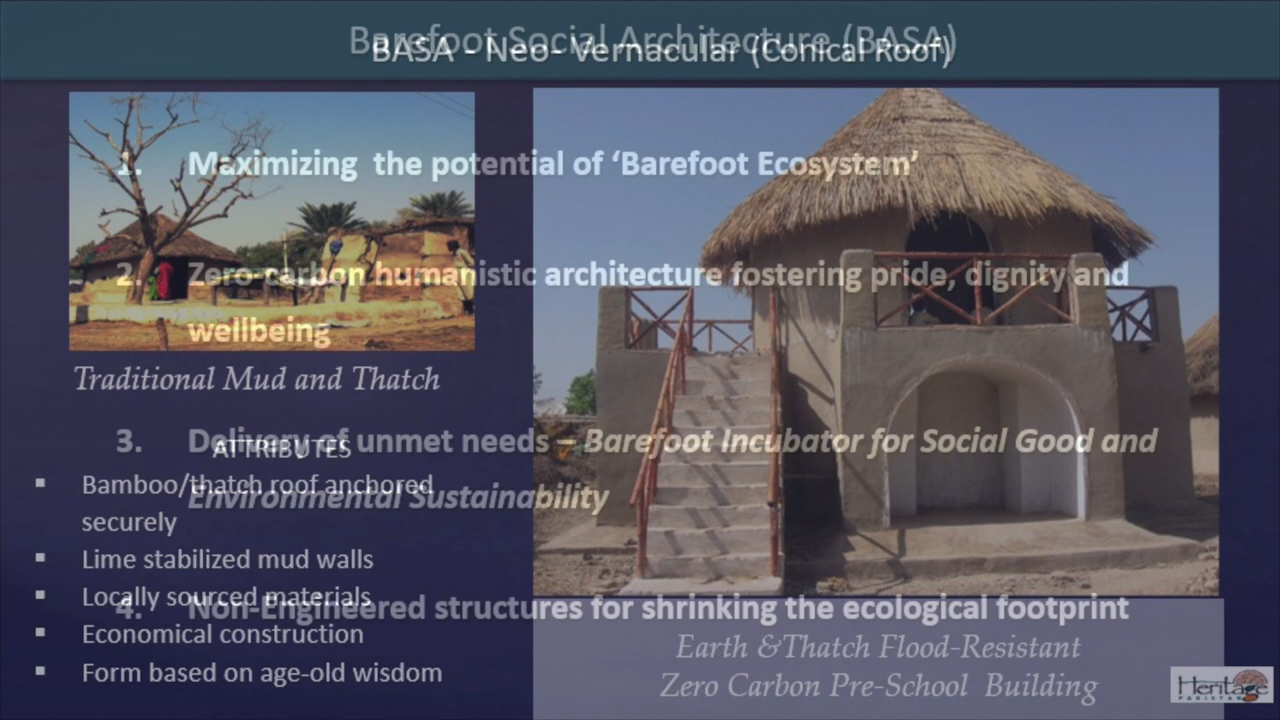 Barefoot Social Architecture (BASA)
BASA - Neo- Vernacular (Conical Roof)
1. Maximizing the potential of ‘Barefoot Ecosystem’
2. Zero-carbon humanistic architecture fostering pride, dignity and
wellbeing
Traditional Mud and Thatch
3. Delivery of unmet needs – Barefoot Incubator for Social Good and
Environmental Sustainability
ATTRIBUTES
▪ Bamboo/thatch roof anchored
securely
▪ Lime stabilized mud walls
▪ Locally sourced materials
▪ Economical construction
▪ Form based on age-old wisdom
4. Non-Engineered structures for shrinking the ecological footprint
Earth &Thatch Flood-Resistant
Zero Carbon Pre-School Building
Heritage
PAKISTAN